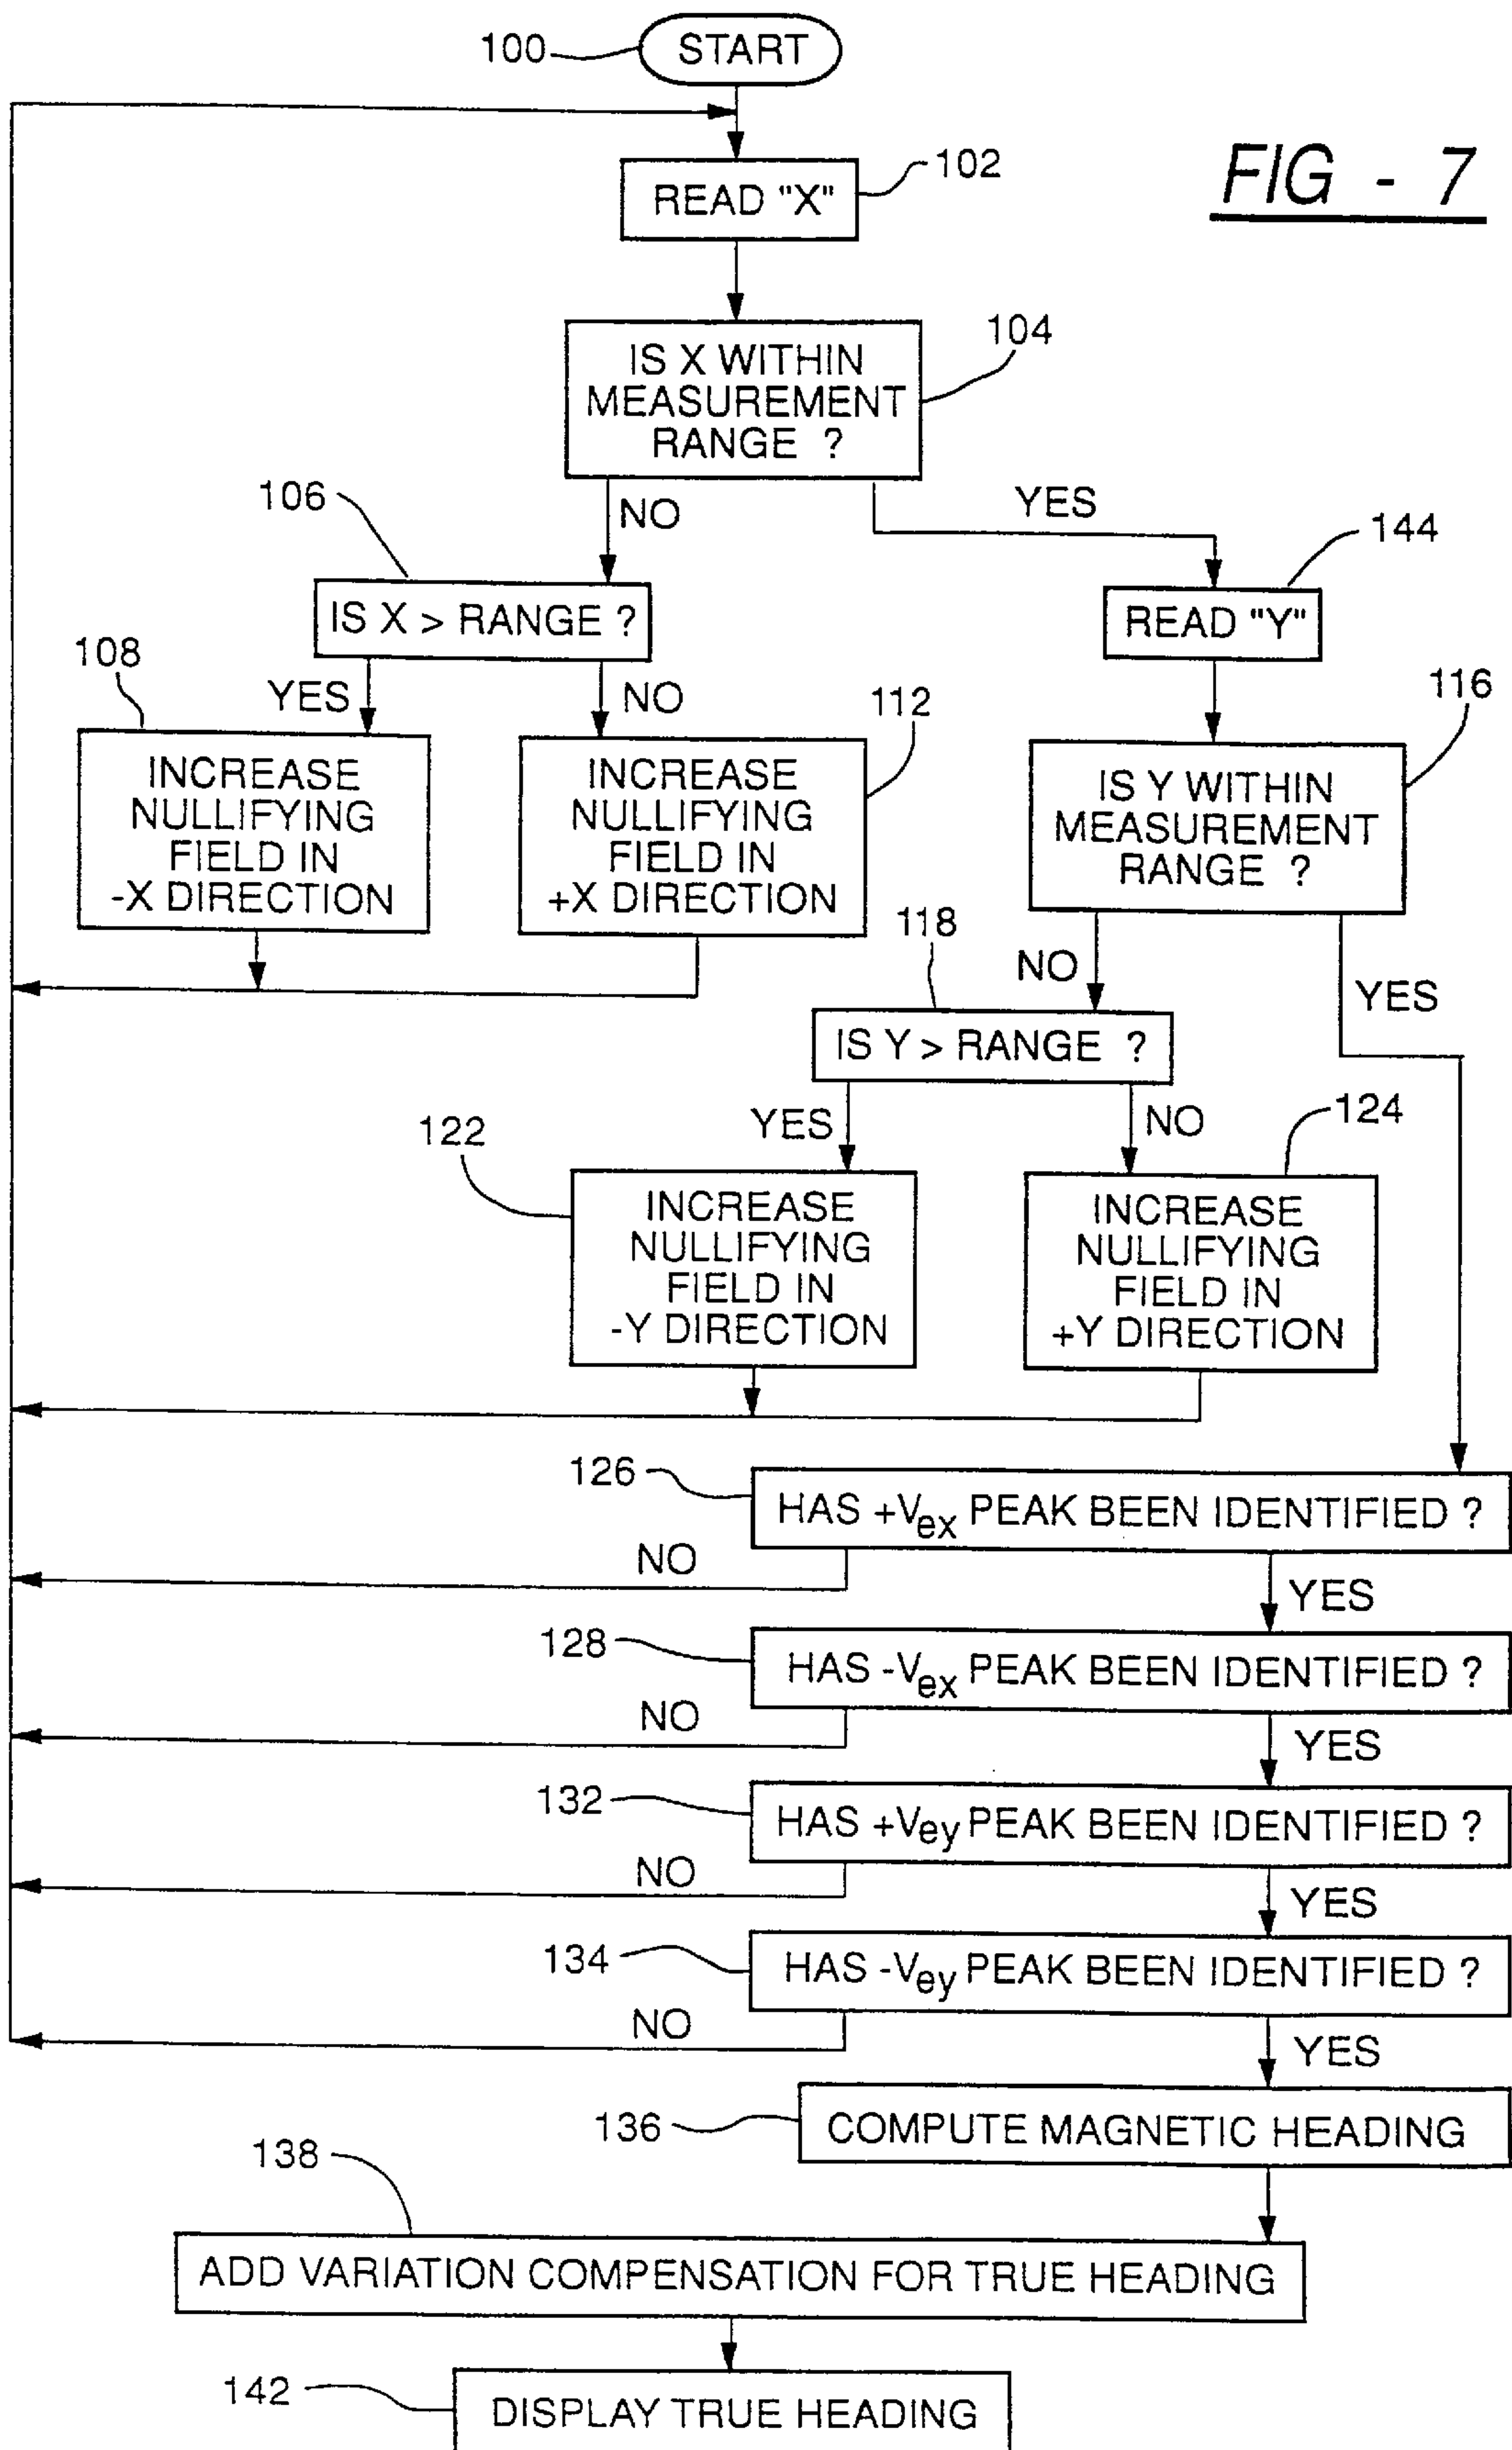 100
START
FIG - 7
102
READ "X"
104
IS X WITHIN
MEASUREMENT
RANGE ?
106
NO
YES
144
IS X > RANGE ?
READ "Y"
108
YES
NO
112
116
INCREASE
NULLIFYING
FIELD IN
-X DIRECTION
INCREASE
NULLIFYING
FIELD IN
+X DIRECTION
IS Y WITHIN
MEASUREMENT
RANGE ?
118
NO
YES
IS Y > RANGE ?
122
YES
NO
124
INCREASE
NULLIFYING
FIELD IN
-Y DIRECTION
INCREASE
NULLIFYING
FIELD IN
+Y DIRECTION
126
HAS +Vex PEAK BEEN IDENTIFIED ?
NO
YES
128
HAS -Vex PEAK BEEN IDENTIFIED ?
NO
YES
132
HAS +Vey PEAK BEEN IDENTIFIED ?
NO
YES
134
HAS -Vey PEAK BEEN IDENTIFIED ?
NO
YES
136
COMPUTE MAGNETIC HEADING
138
ADD VARIATION COMPENSATION FOR TRUE HEADING
142
DISPLAY TRUE HEADING